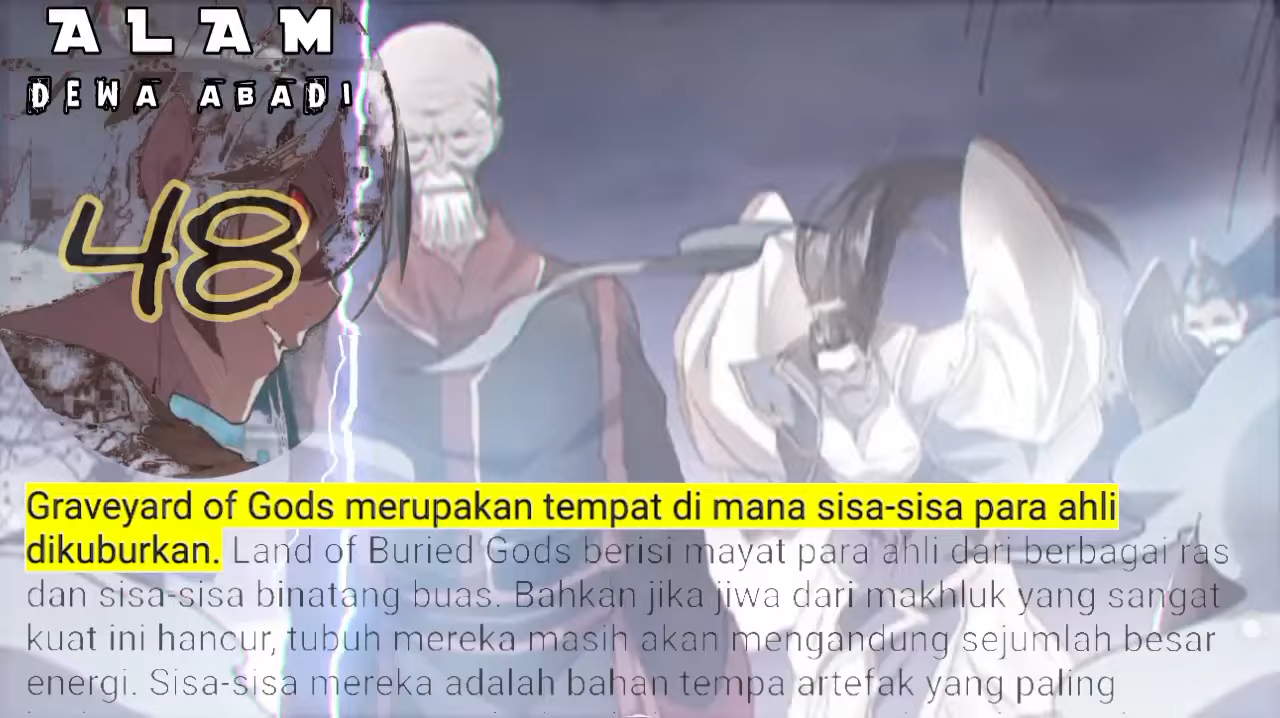 ALAM
DEWA ABADI
48
Graveyard of Gods merupakan tempat di mana sisa-sisa para ahli
dikuburkan. Land of Buried Gods berisi mayat para ahli dari berbagai ras
dan sisa-sisa binatang buas. Bahkan jika jiwa dari makhluk yang sangat
kuat ini hancur, tubuh mereka masih akan mengandung sejumlah besar
energi. Sisa-sisa mereka adalah bahan tempa artefak yang paling